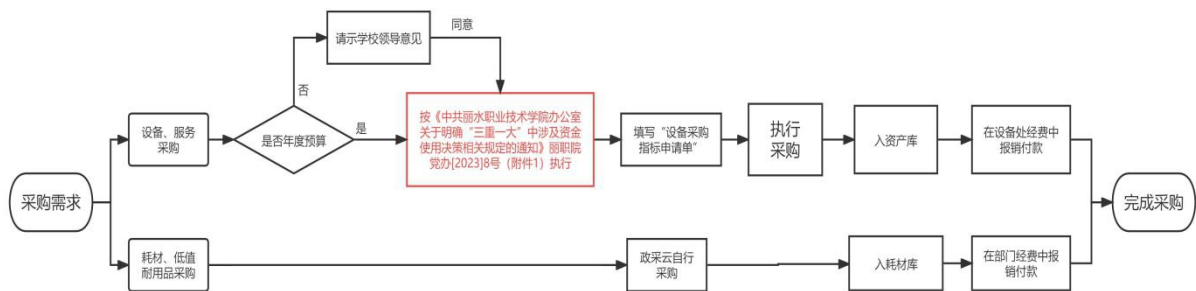 请示学校领导意见
同意
否
设备、服务
采购
是否年度预算
是
按《中共丽水职业技术学院办公室
关于明确“三重一大”中涉及资金
使用决策相关规定的通知》丽职院
党办[2023]8号（附件1）执行
填写“设备采购
指标申请单”
执行
采购
入资产库
在设备处经费中
报销付款
采购需求
完成采购
耗材、低值
耐用品采购
政采云自行
采购
入耗材库
在部门经费中报
销付款